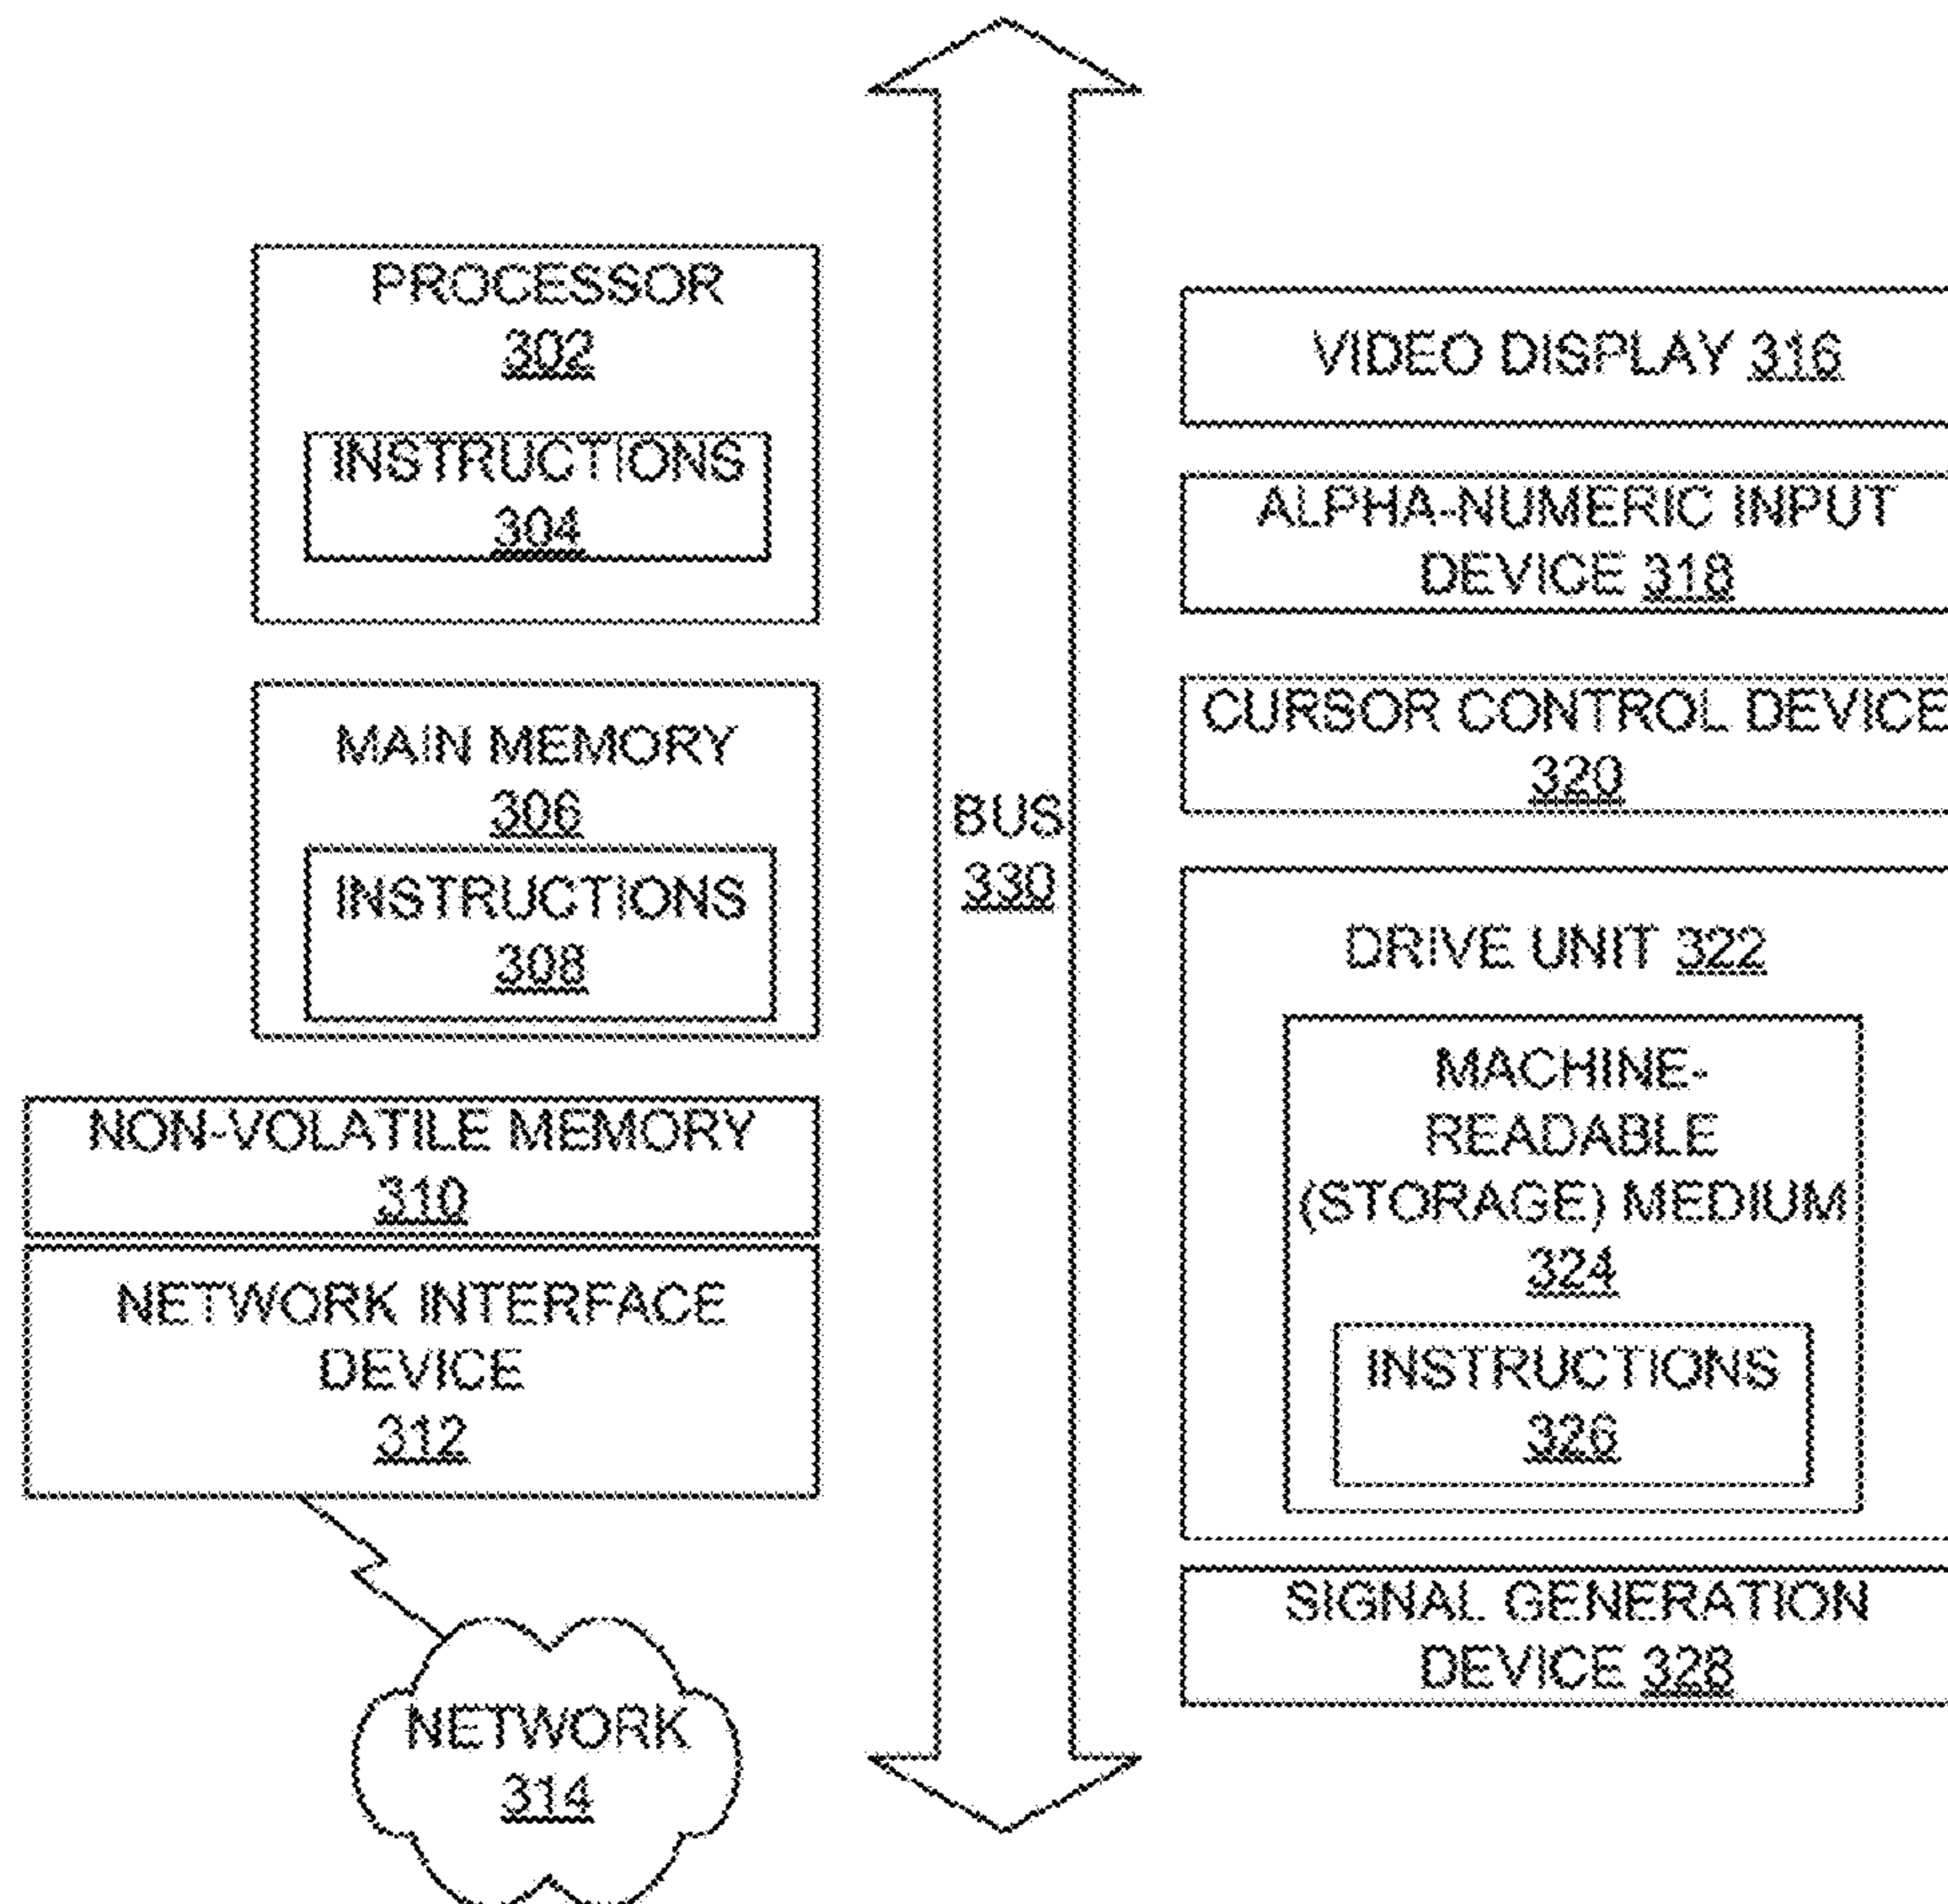 PROCESSOR
302
INSTRUCTIONS
304
MAIN MEMORY
306
INSTRUCTIONS
308
NON-VOLATILE MEMORY
310
NETWORK INTERFACE
DEVICE
312
NETWORK
314
BUS
330
VIDEO DISPLAY 316
ALPHA-NUMERIC INPUT
DEVICE 318
CURSOR CONTROL DEVICE
320
DRIVE UNIT 322
MACHINE-
READABLE
(STORAGE) MEDIUM
324
INSTRUCTIONS
326
SIGNAL GENERATION
DEVICE 328